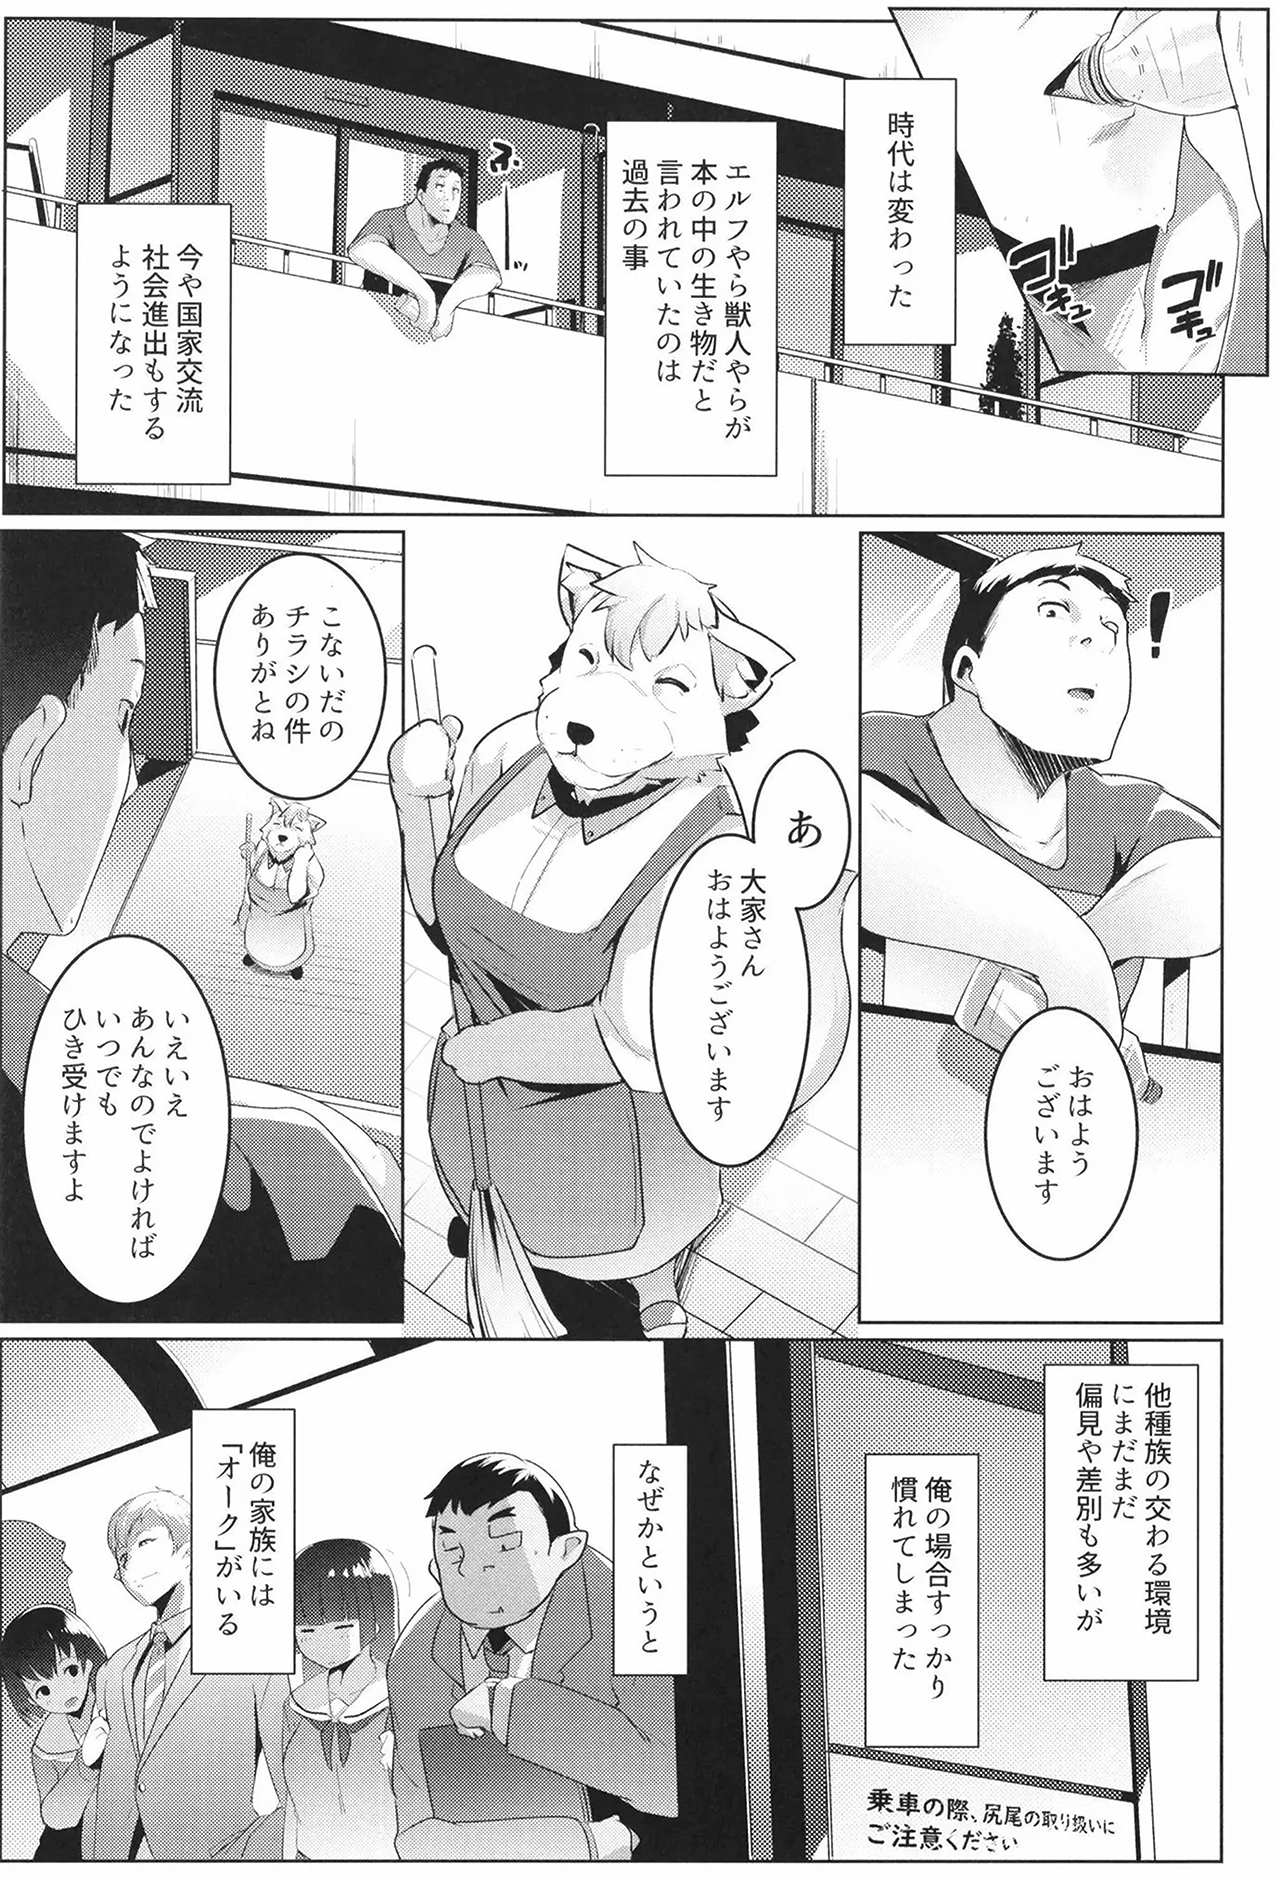 ゴキュ
ゴキュ
時代は変わった
エルフやら獣人やらが
本の中の生き物だと
言われていたのは
過去の事
ふーッ
今や国家交流
社会進出もする
ようになった
！
おはよう
ございます
あ
大家さん
おはようございます
こないだの
チラシの件
ありがとね
いえいえ
あんなのでよければ
いつでも
ひき受けますよ
他種族の交わる環境
にまだまだ
偏見や差別も多いが
俺の場合すっかり
慣れてしまった
乗車の際、尻尾の取り扱いに
ご注意ください
なぜかというと
俺の家族には
「オーク」がいる